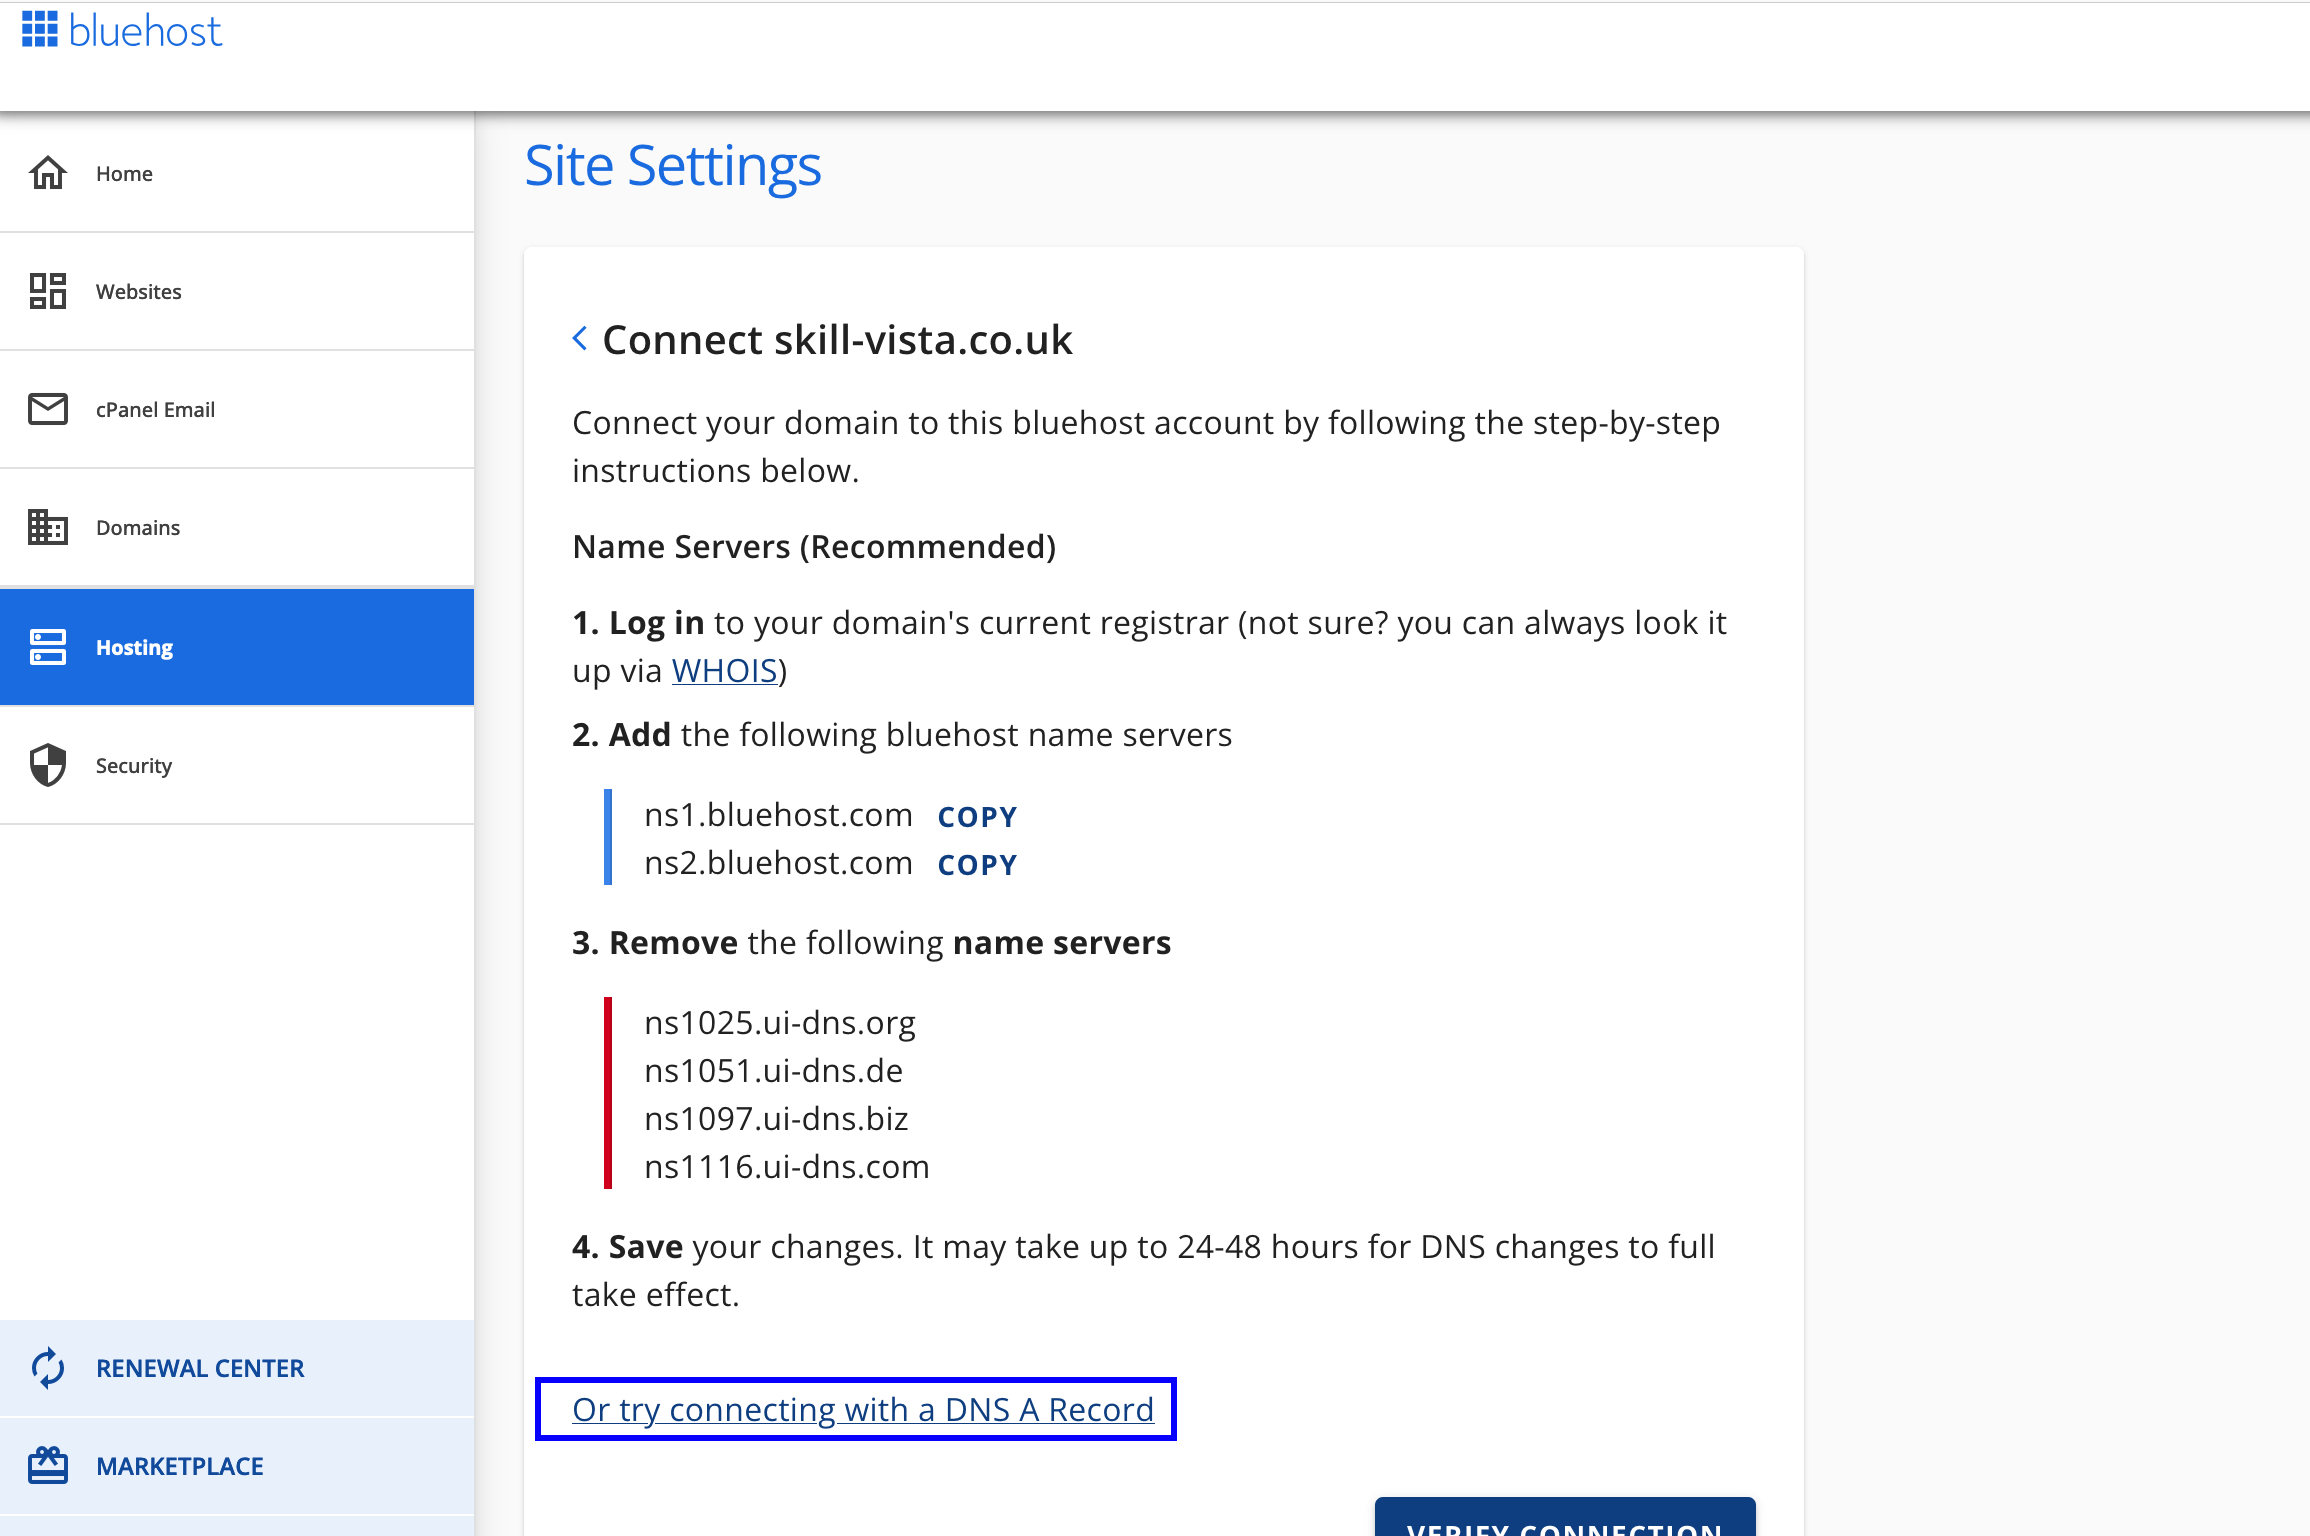 bluehost
Home
Websites
cPanel Email
Domains
Hosting
Security
RENEWAL CENTER
MARKETPLACE
Site Settings
Connect skill-vista.co.uk
Connect your domain to this bluehost account by following the step-by-step
instructions below.
Name Servers (Recommended)
1. Log in to your domain's current registrar (not sure? you can always look it
up via WHOIS)
2. Add the following bluehost name servers
ns1.bluehost.com COPY
ns2.bluehost.com COPY
3. Remove the following name servers
ns1025.ui-dns.org
ns1051.ui-dns.de
ns1097.ui-dns.biz
ns1116.ui-dns.com
4. Save your changes. It may take up to 24-48 hours for DNS changes to full
take effect.
Or try connecting with a DNS A Record
VERIFY CONNECTION